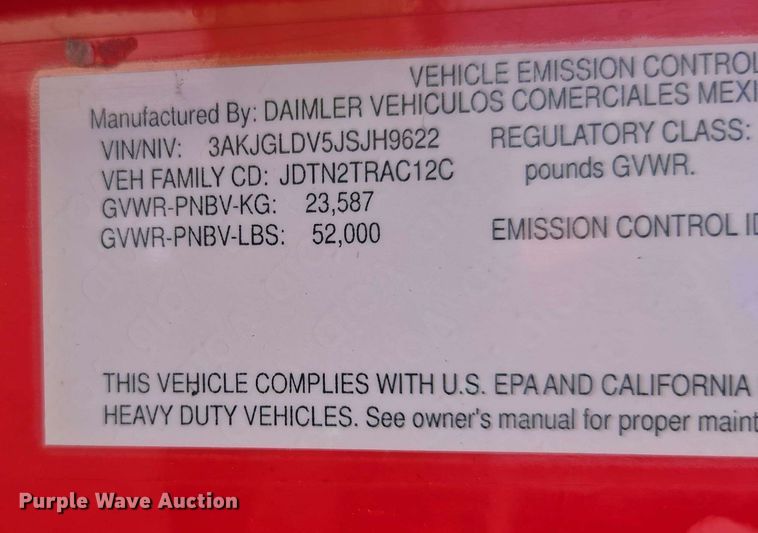 VEHICLE EMISSION CONTROL
Manufactured By: DAIMLER VEHICULOS COMERCIALES MEXI
VIN/NIV: 3AKJGLDV5JSJH9622
REGULATORY CLASS:
VEH FAMILY CD: JDTN2TRAC12C
pounds GVWR.
GVWR-PNBV-KG: 23,587
GVWR-PNBV-LBS: 52,000
EMISSION CONTROL ID
THIS VEHICLE COMPLIES WITH U.S. EPA AND CALIFORNIA
HEAVY DUTY VEHICLES. See owner's manual for proper maint
Purple Wave Auction